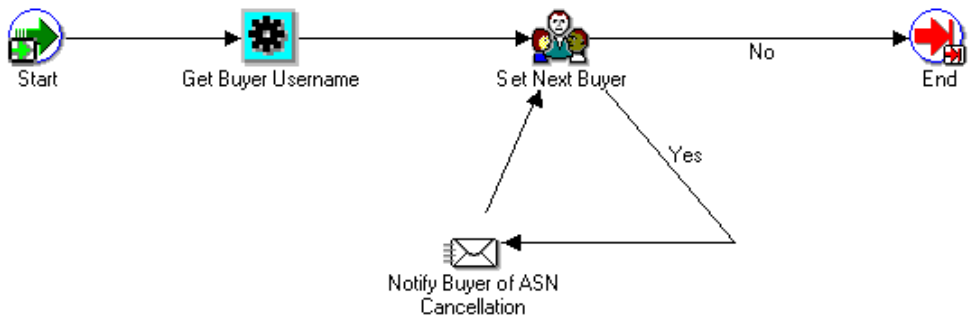 Start
Get Buyer Username
Set Next Buyer
No
End
Yes
Notify Buyer of ASN
Cancellation